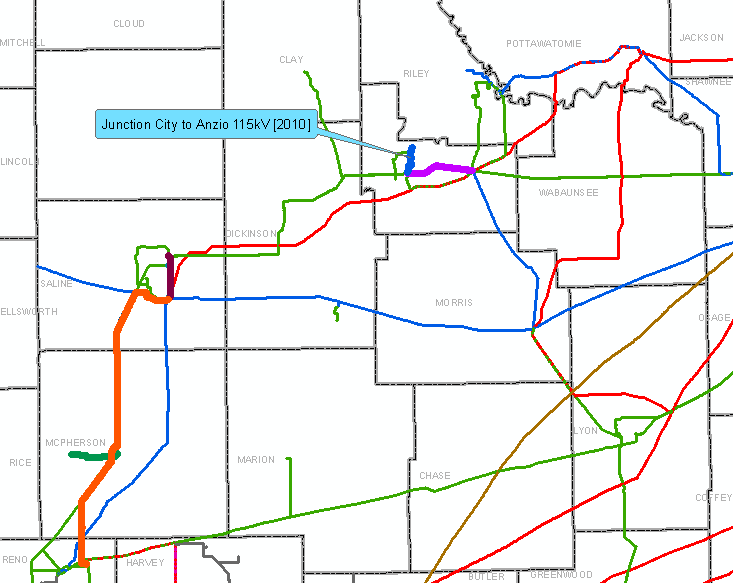 CLOUD
JACKSON
MITCHELL
POTTAWATOMIE
CLAY
RILEY
SHAWNEE
Junction City to Anzio 115kV [2010]
LINCOLN
WABAUNSEE
DICKINSON
SALINE
MORRIS
ELLSWORTH
OSAGE
LYON
MCPHERSON
RICE
MARION
CHASE
COFFEY
RENO
HARVEY
BUTLER
GREENWOOD